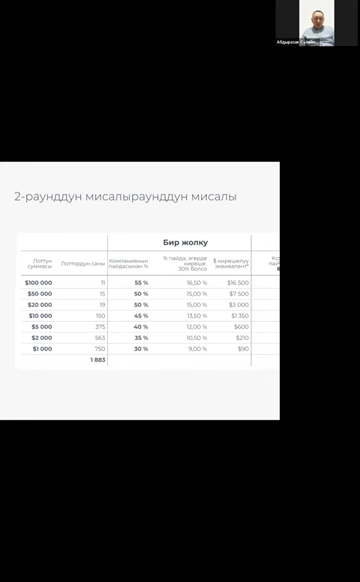 2-раунддун мисалыраунддун мисалы
Бир жолку
Лоттун суммасы Лоттордун саны Компаниянын пайдасынан % % пайда, эгерде киреше 30% болсо $ кирешелүү эквивалент*
$100 000 11 55 % 16,50 % $16 500
$50 000 15 50 % 15,00 % $7 500
$20 000 19 50 % 15,00 % $3 000
$10 000 150 45 % 13,50 % $1 350
$5 000 375 40 % 12,00 % $600
$2 000 563 35 % 10,50 % $210
$1 000 750 30 % 9,00 % $90
1 883